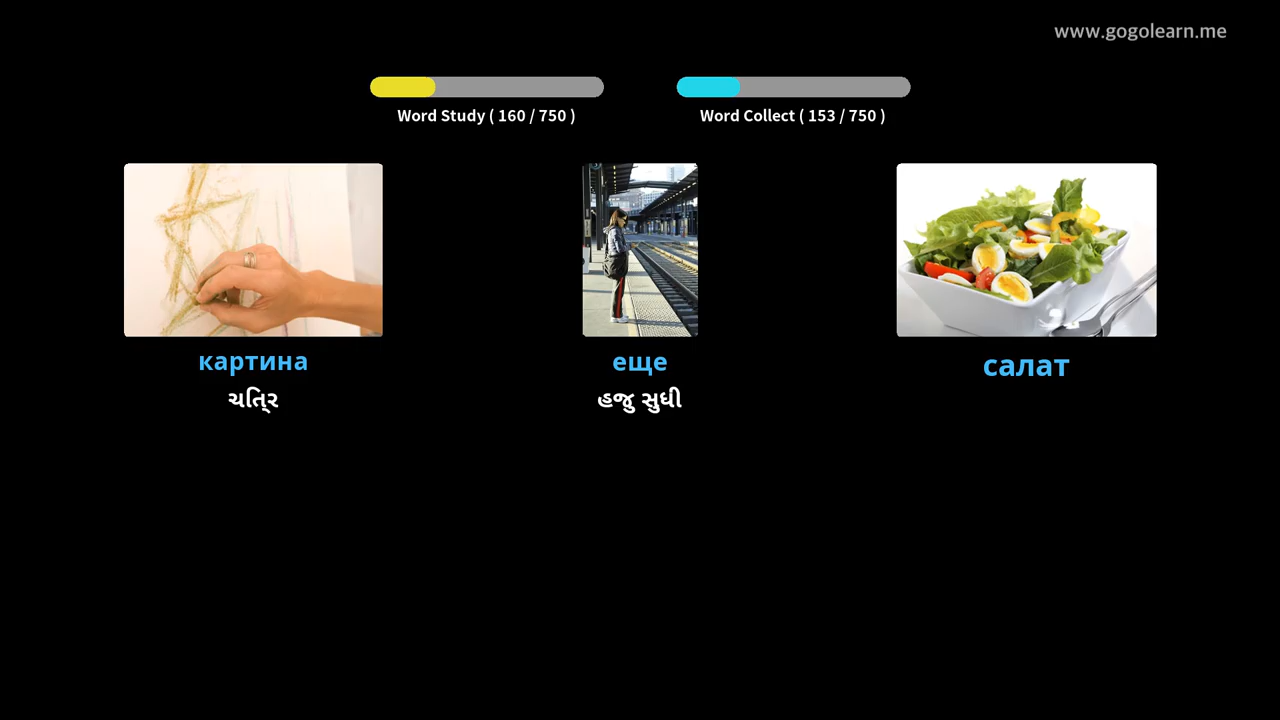 www.gogolearn.me
Word Study ( 160 / 750 )
Word Collect ( 153 / 750 )
картина
еще
салат
ચિત્ર
હજુ સુધી